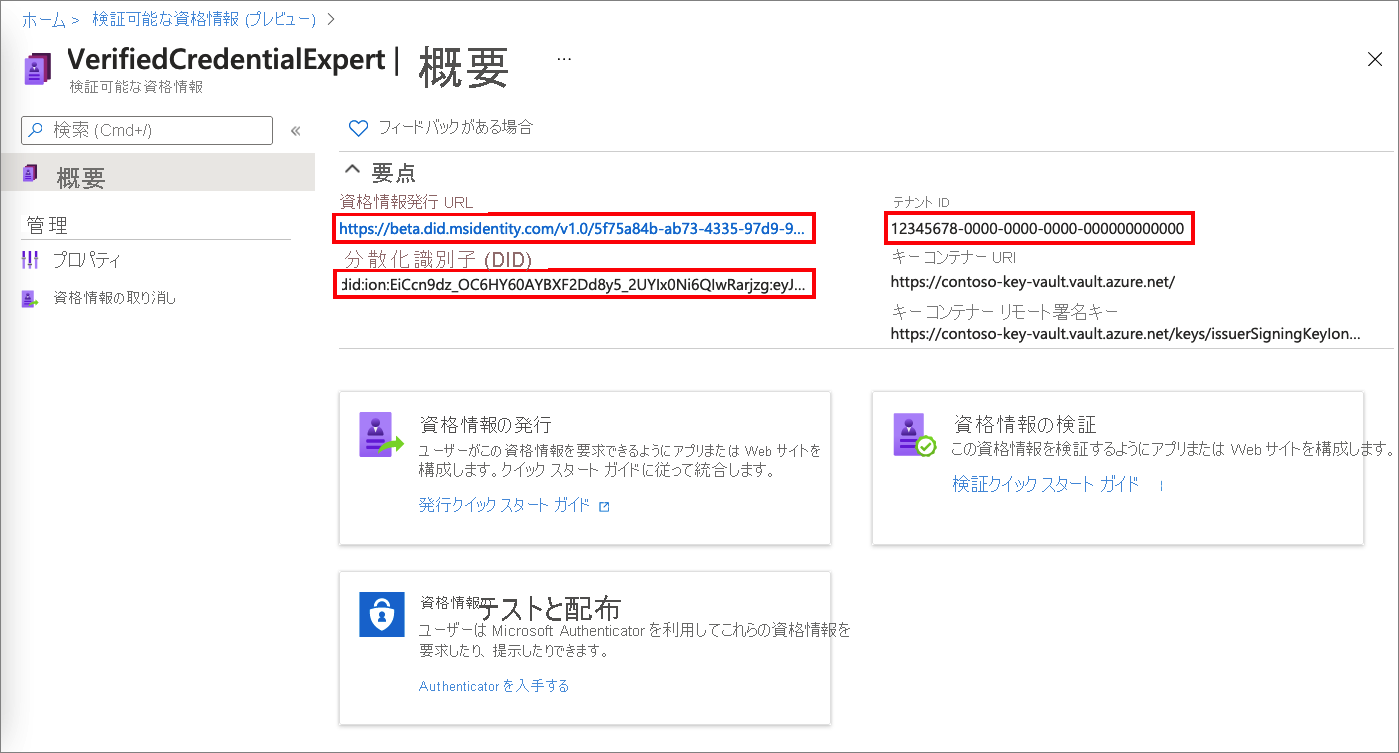 ホーム > 検証可能な資格情報 (プレビュー) >
VerifiedCredentialExpert | 概要 ...
検証可能な資格情報
検索 (Cmd+/) «
概要
管理
プロパティ
資格情報の取り消し
フィードバックがある場合
要点
資格情報発行 URL
https://beta.did.msidentity.com/v1.0/5f75a84b-ab73-4335-97d9-9...
分散化識別子 (DID)
did:ion:EiCcn9dz_OC6HY60AYBXF2Dd8y5_2UYIx0Ni6QIwRarjzg:eyJ...
テナント ID
12345678-0000-0000-0000-000000000000
キー コンテナー URI
https://contoso-key-vault.vault.azure.net/
キー コンテナー リモート署名キー
https://contoso-key-vault.vault.azure.net/keys/issuerSigningKeyIon...
資格情報の発行
ユーザーがこの資格情報を要求できるようにアプリまたは Web サイトを
構成します。クイック スタート ガイドに従って統合します。
発行クイック スタート ガイド
資格情報の検証
この資格情報を検証するようにアプリまたは Web サイトを構成します。
検証クイック スタート ガイド
資格情報のテストと配布
ユーザーは Microsoft Authenticator を利用してこれらの資格情報を
要求したり、提示したりできます。
Authenticator を入手する